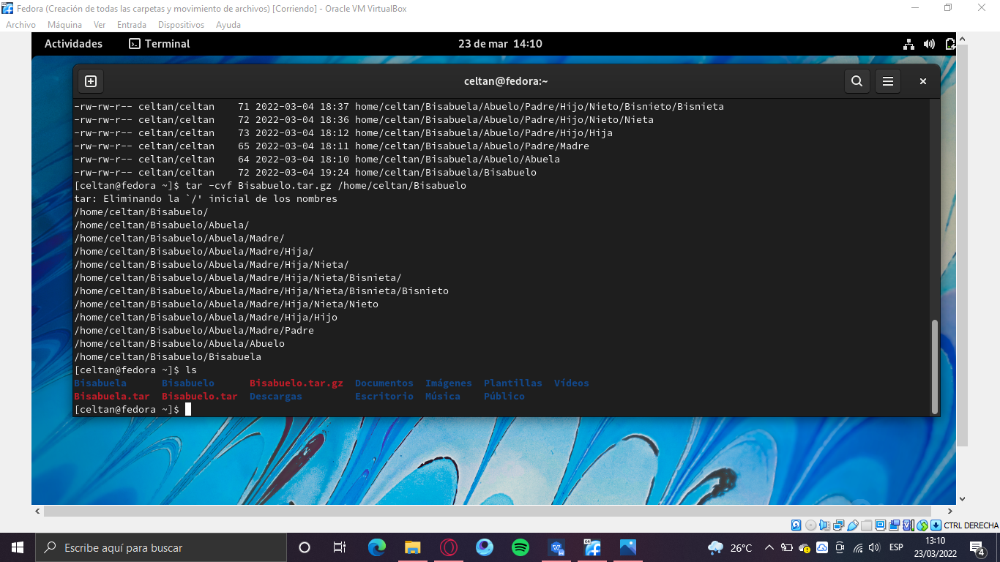 Fedora (Creación de todas las carpetas y movimiento de archivos) [Corriendo] - Oracle VM VirtualBox
Archivo Máquina Ver Entrada Dispositivos Ayuda
Actividades Terminal 23 de mar 14:10
celtan@fedora:~
-rw-rw-r-- celtan/celtan    71 2022-03-04 18:37 home/celtan/Bisabuela/Abuelo/Padre/Hijo/Nieto/Bisnieto/Bisnieta
-rw-rw-r-- celtan/celtan    72 2022-03-04 18:36 home/celtan/Bisabuela/Abuelo/Padre/Hijo/Nieto/Nieta
-rw-rw-r-- celtan/celtan    73 2022-03-04 18:12 home/celtan/Bisabuela/Abuelo/Padre/Hijo/Hija
-rw-rw-r-- celtan/celtan    65 2022-03-04 18:11 home/celtan/Bisabuela/Abuelo/Padre/Madre
-rw-rw-r-- celtan/celtan    64 2022-03-04 18:10 home/celtan/Bisabuela/Abuelo/Abuela
-rw-rw-r-- celtan/celtan    72 2022-03-04 19:24 home/celtan/Bisabuela/Bisabuelo
[celtan@fedora ~]$ tar -cvf Bisabuelo.tar.gz /home/celtan/Bisabuelo
tar: Eliminando la `/' inicial de los nombres
/home/celtan/Bisabuelo/
/home/celtan/Bisabuelo/Abuela/
/home/celtan/Bisabuelo/Abuela/Madre/
/home/celtan/Bisabuelo/Abuela/Madre/Hija/
/home/celtan/Bisabuelo/Abuela/Madre/Hija/Nieta/
/home/celtan/Bisabuelo/Abuela/Madre/Hija/Nieta/Bisnieta/
/home/celtan/Bisabuelo/Abuela/Madre/Hija/Nieta/Bisnieta/Bisnieto
/home/celtan/Bisabuelo/Abuela/Madre/Hija/Nieta/Nieto
/home/celtan/Bisabuelo/Abuela/Madre/Hija/Hijo
/home/celtan/Bisabuelo/Abuela/Madre/Padre
/home/celtan/Bisabuelo/Abuela/Abuelo
/home/celtan/Bisabuelo/Bisabuela
[celtan@fedora ~]$ ls
Bisabuela      Bisabuelo      Bisabuelo.tar.gz  Documentos  Imágenes  Plantillas  Vídeos
Bisabuela.tar  Bisabuelo.tar  Descargas         Escritorio  Música    Público
[celtan@fedora ~]$
CTRL DERECHA
Escribe aquí para buscar 26°C ESP 13:10
23/03/2022 4